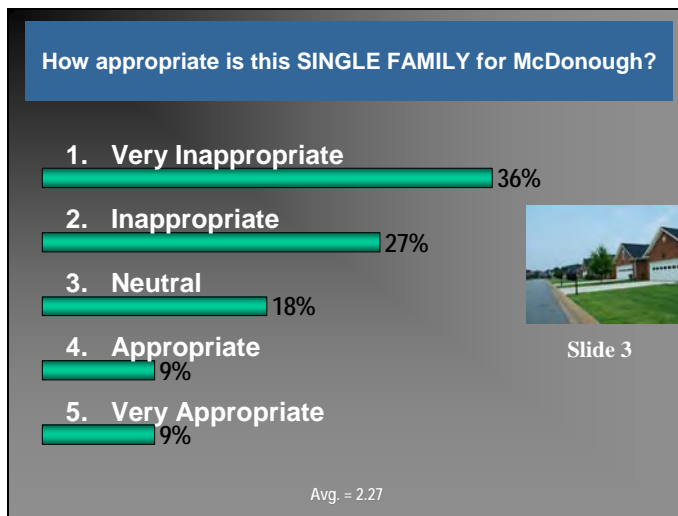 How appropriate is this SINGLE FAMILY for McDonough?
1. Very Inappropriate
36%
2. Inappropriate
27%
3. Neutral
18%
4. Appropriate
9%
5. Very Appropriate
9%
Slide 3
Avg. = 2.27